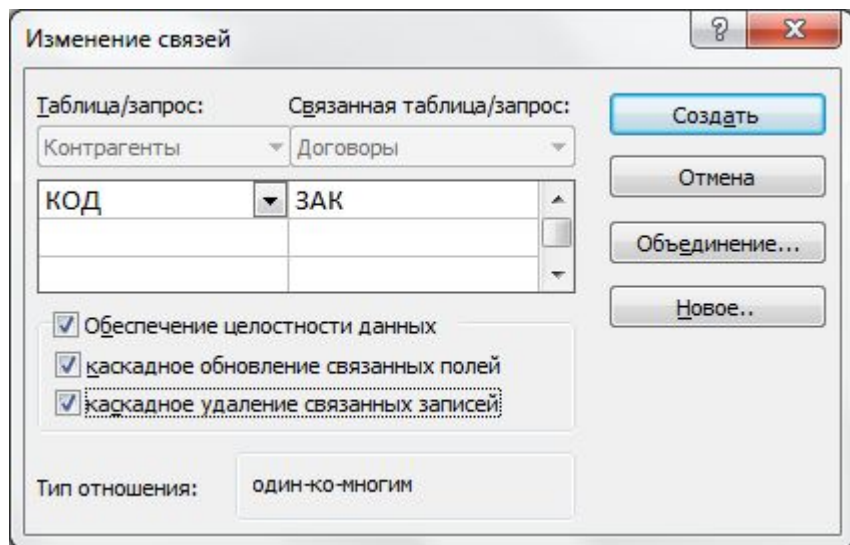 Изменение связей
Таблица/запрос: Связанная таблица/запрос:
Контрагенты Договоры
КОД ЗАК
Обеспечение целостности данных
каскадное обновление связанных полей
каскадное удаление связанных записей
Тип отношения: один-ко-многим
Создать
Отмена
Объединение...
Новое..